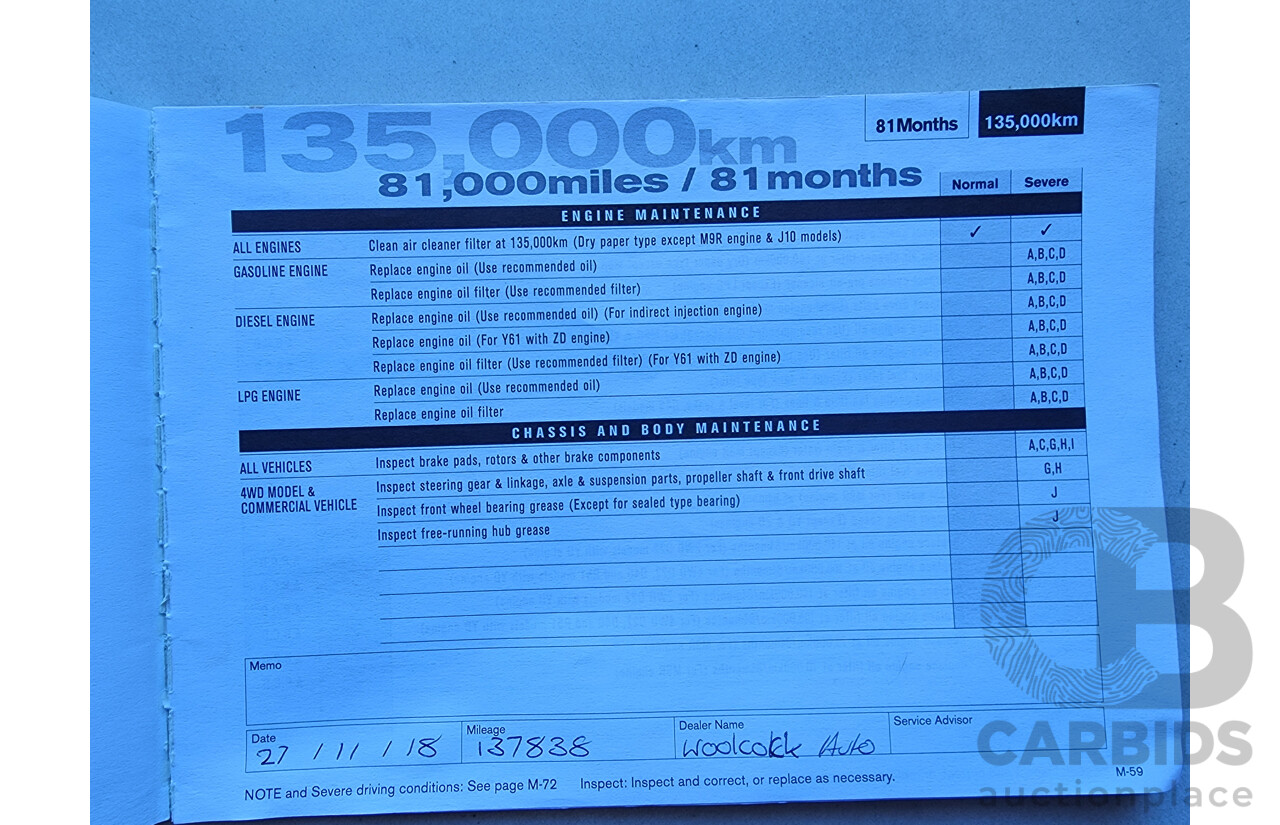 81Months 135,000km
135,000km
81,000miles / 81months
Normal Severe
ENGINE MAINTENANCE
ALL ENGINES Clean air cleaner filter at 135,000km (Dry paper type except M9R engine & J10 models) ✓ ✓
GASOLINE ENGINE Replace engine oil (Use recommended oil) A,B,C,D
Replace engine oil filter (Use recommended filter) A,B,C,D
DIESEL ENGINE Replace engine oil (Use recommended oil) (For indirect injection engine) A,B,C,D
Replace engine oil (For Y61 with ZD engine) A,B,C,D
Replace engine oil filter (Use recommended filter) (For Y61 with ZD engine) A,B,C,D
LPG ENGINE Replace engine oil (Use recommended oil) A,B,C,D
Replace engine oil filter A,B,C,D
CHASSIS AND BODY MAINTENANCE
ALL VEHICLES Inspect brake pads, rotors & other brake components A,C,G,H,I
4WD MODEL & Inspect steering gear & linkage, axle & suspension parts, propeller shaft & front drive shaft G,H
COMMERCIAL VEHICLE Inspect front wheel bearing grease (Except for sealed type bearing) J
Inspect free-running hub grease J
Memo
Date Mileage Dealer Name Service Advisor
27 / 11 / 18 137838 Woolcokk Auto
NOTE and Severe driving conditions: See page M-72 Inspect: Inspect and correct, or replace as necessary. M-59
CB
CARBIDS
auctionplace